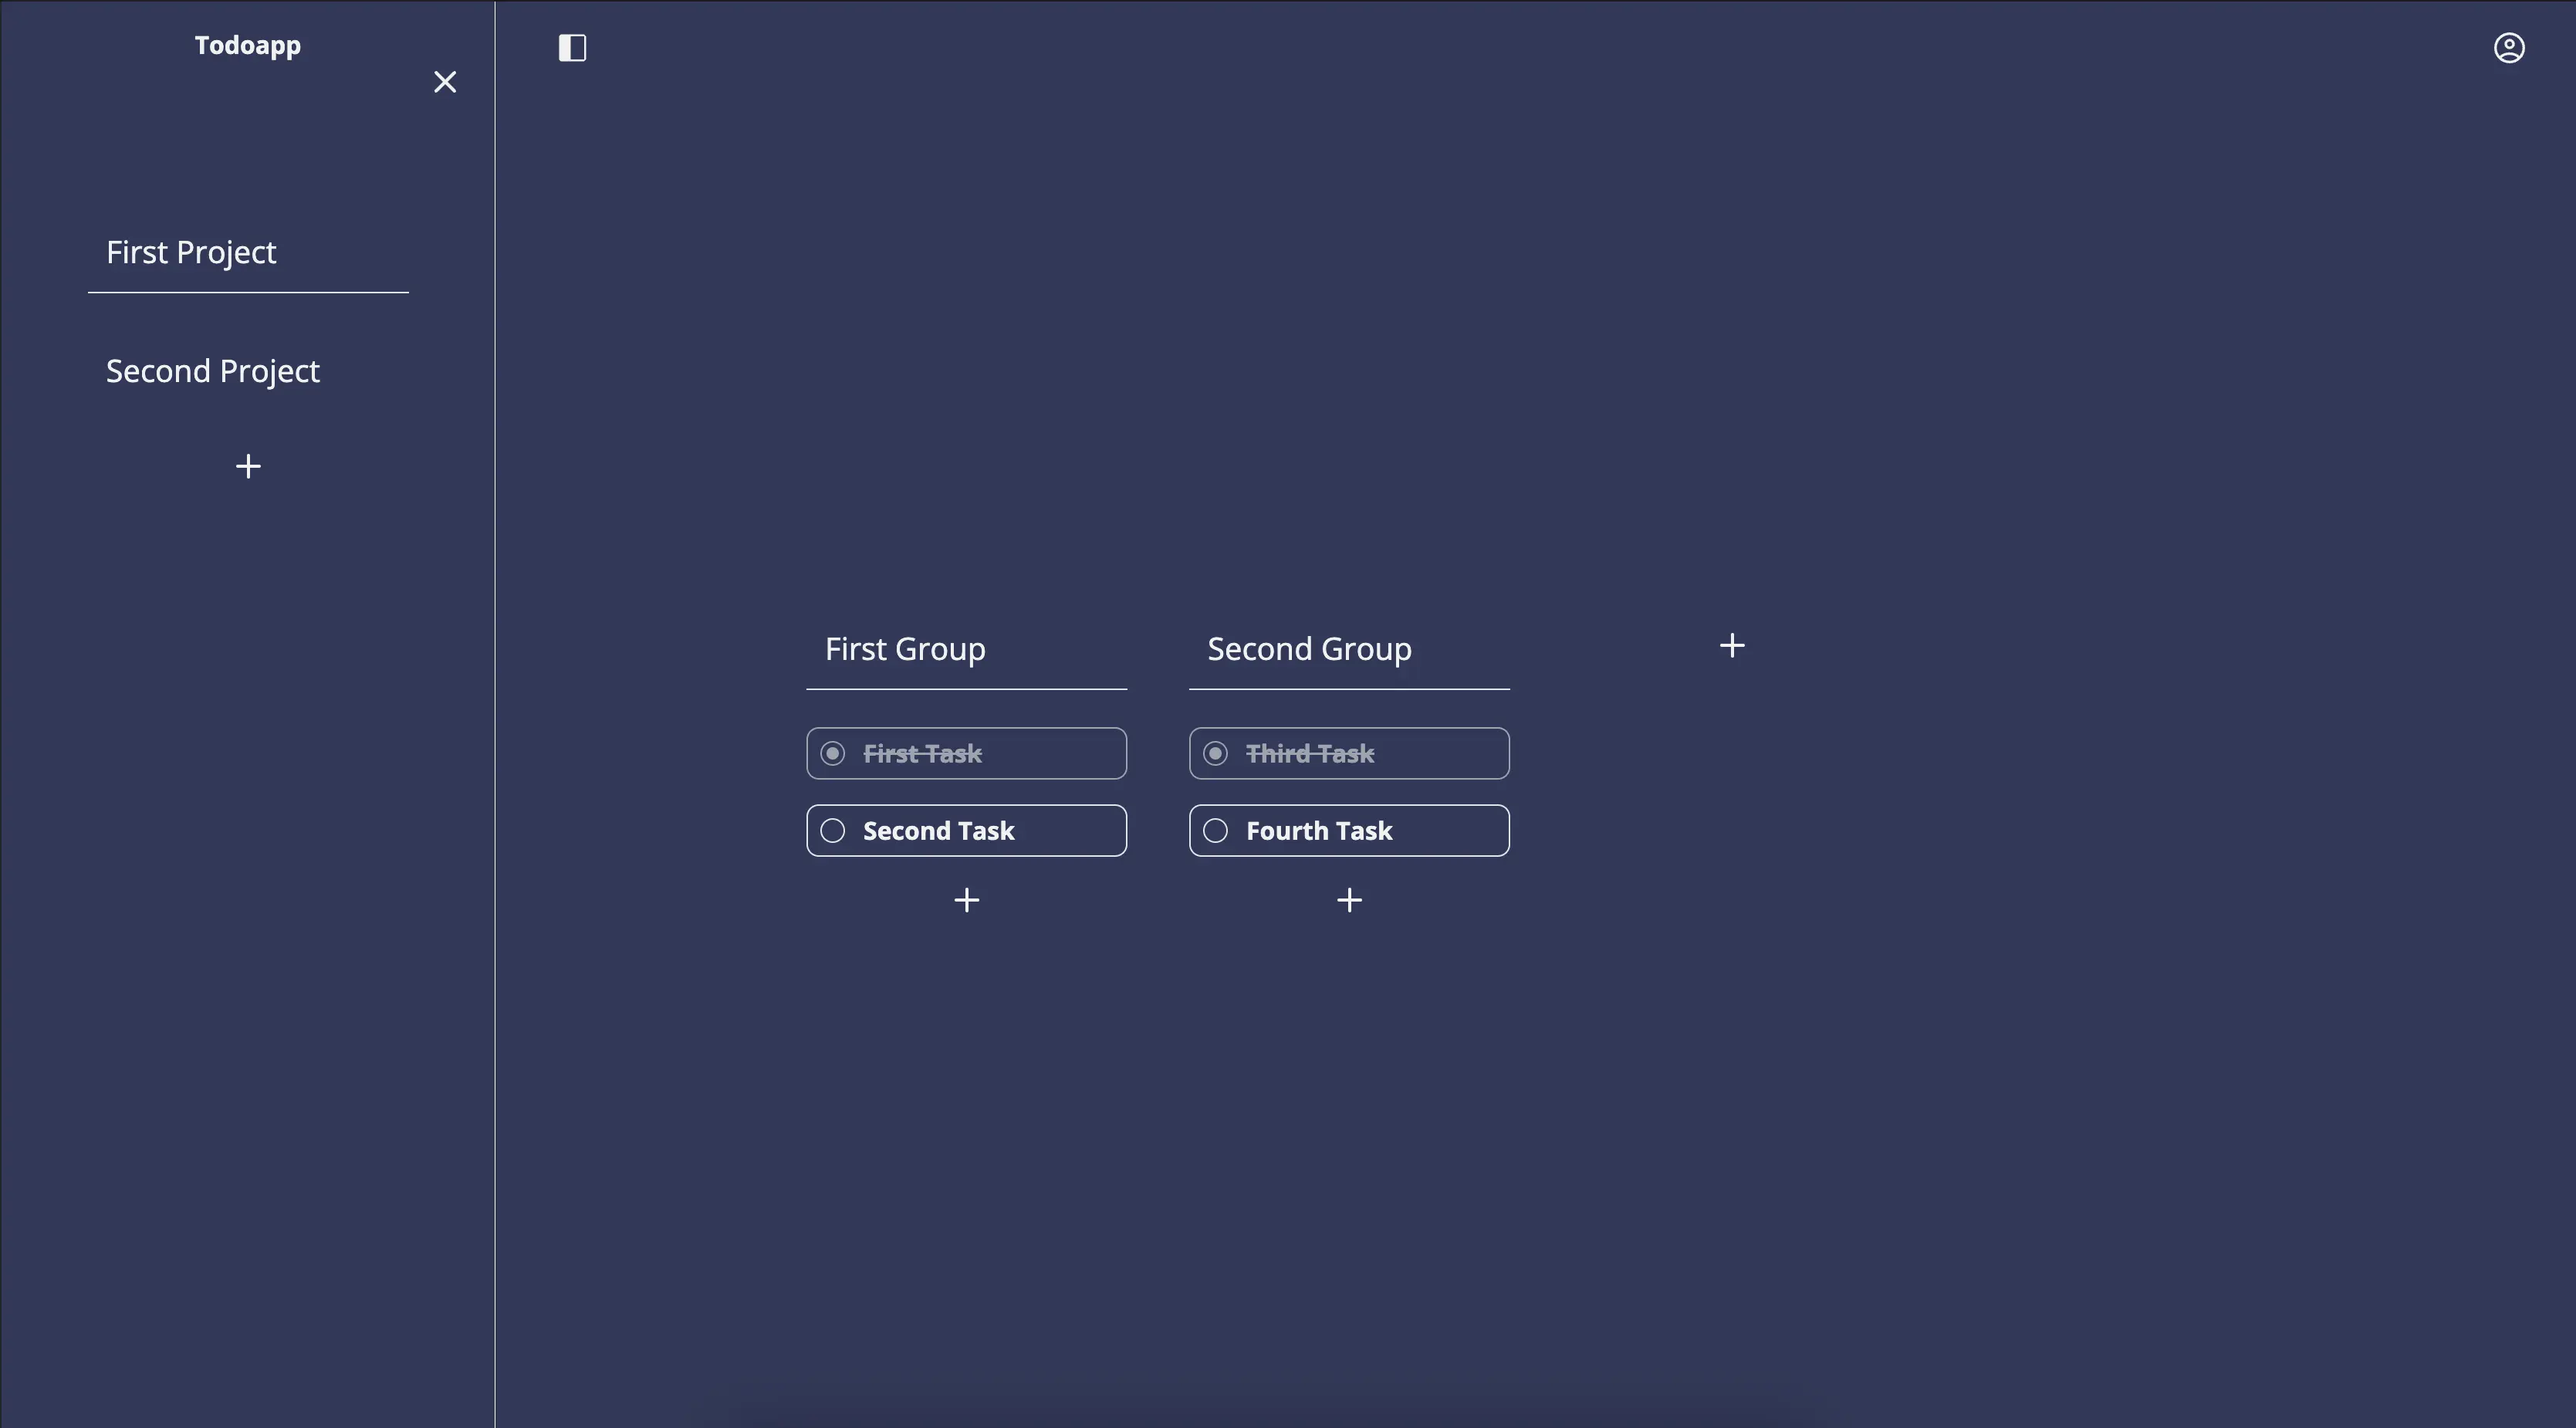 Todoapp
First Project
Second Project
First Group
First Task
Second Task
Second Group
Third Task
Fourth Task